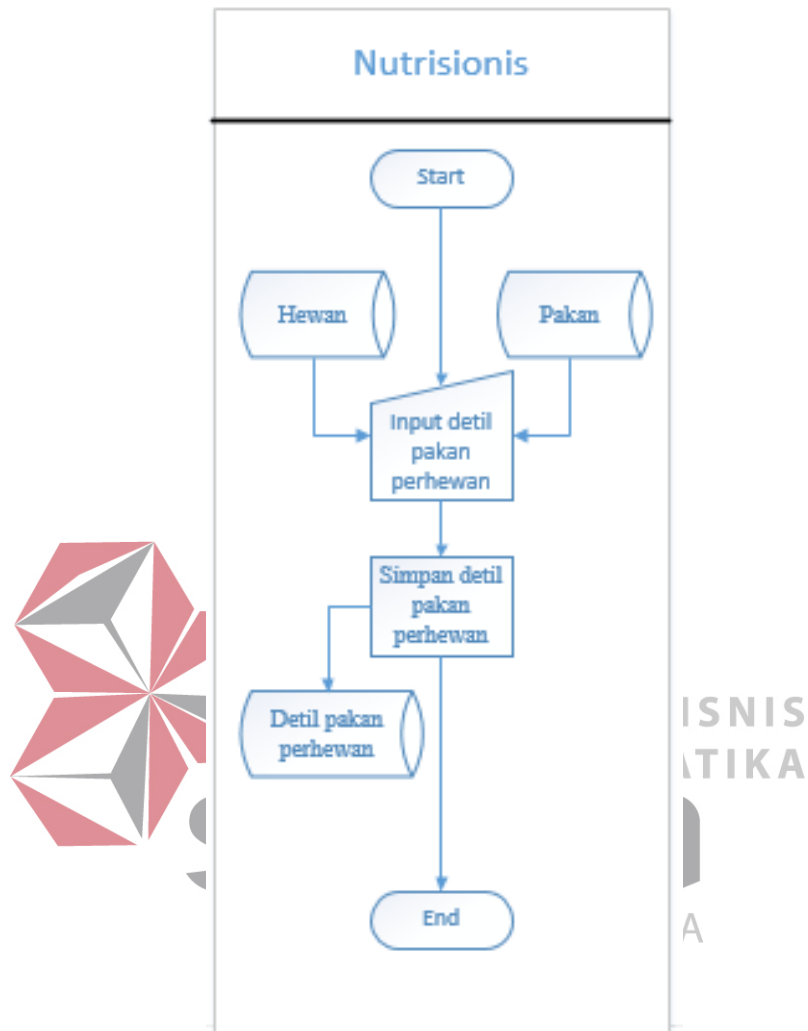 Nutrisionis
Start
Hewan
Pakan
Input detil
pakan
perhewan
Simpan detil
pakan
perhewan
Detil pakan
perhewan
End